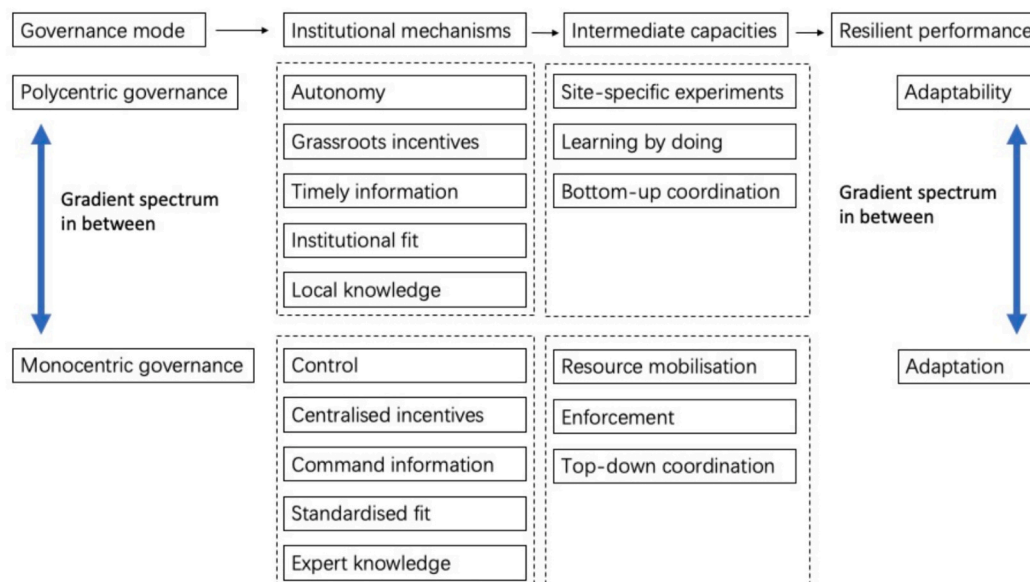 Governance mode
Institutional mechanisms
Intermediate capacities
Resilient performance
Polycentric governance
Autonomy
Site-specific experiments
Adaptability
Grassroots incentives
Learning by doing
Gradient spectrum
in between
Timely information
Bottom-up coordination
Gradient spectrum
in between
Institutional fit
Local knowledge
Monocentric governance
Control
Resource mobilisation
Adaptation
Centralised incentives
Enforcement
Command information
Top-down coordination
Standardised fit
Expert knowledge